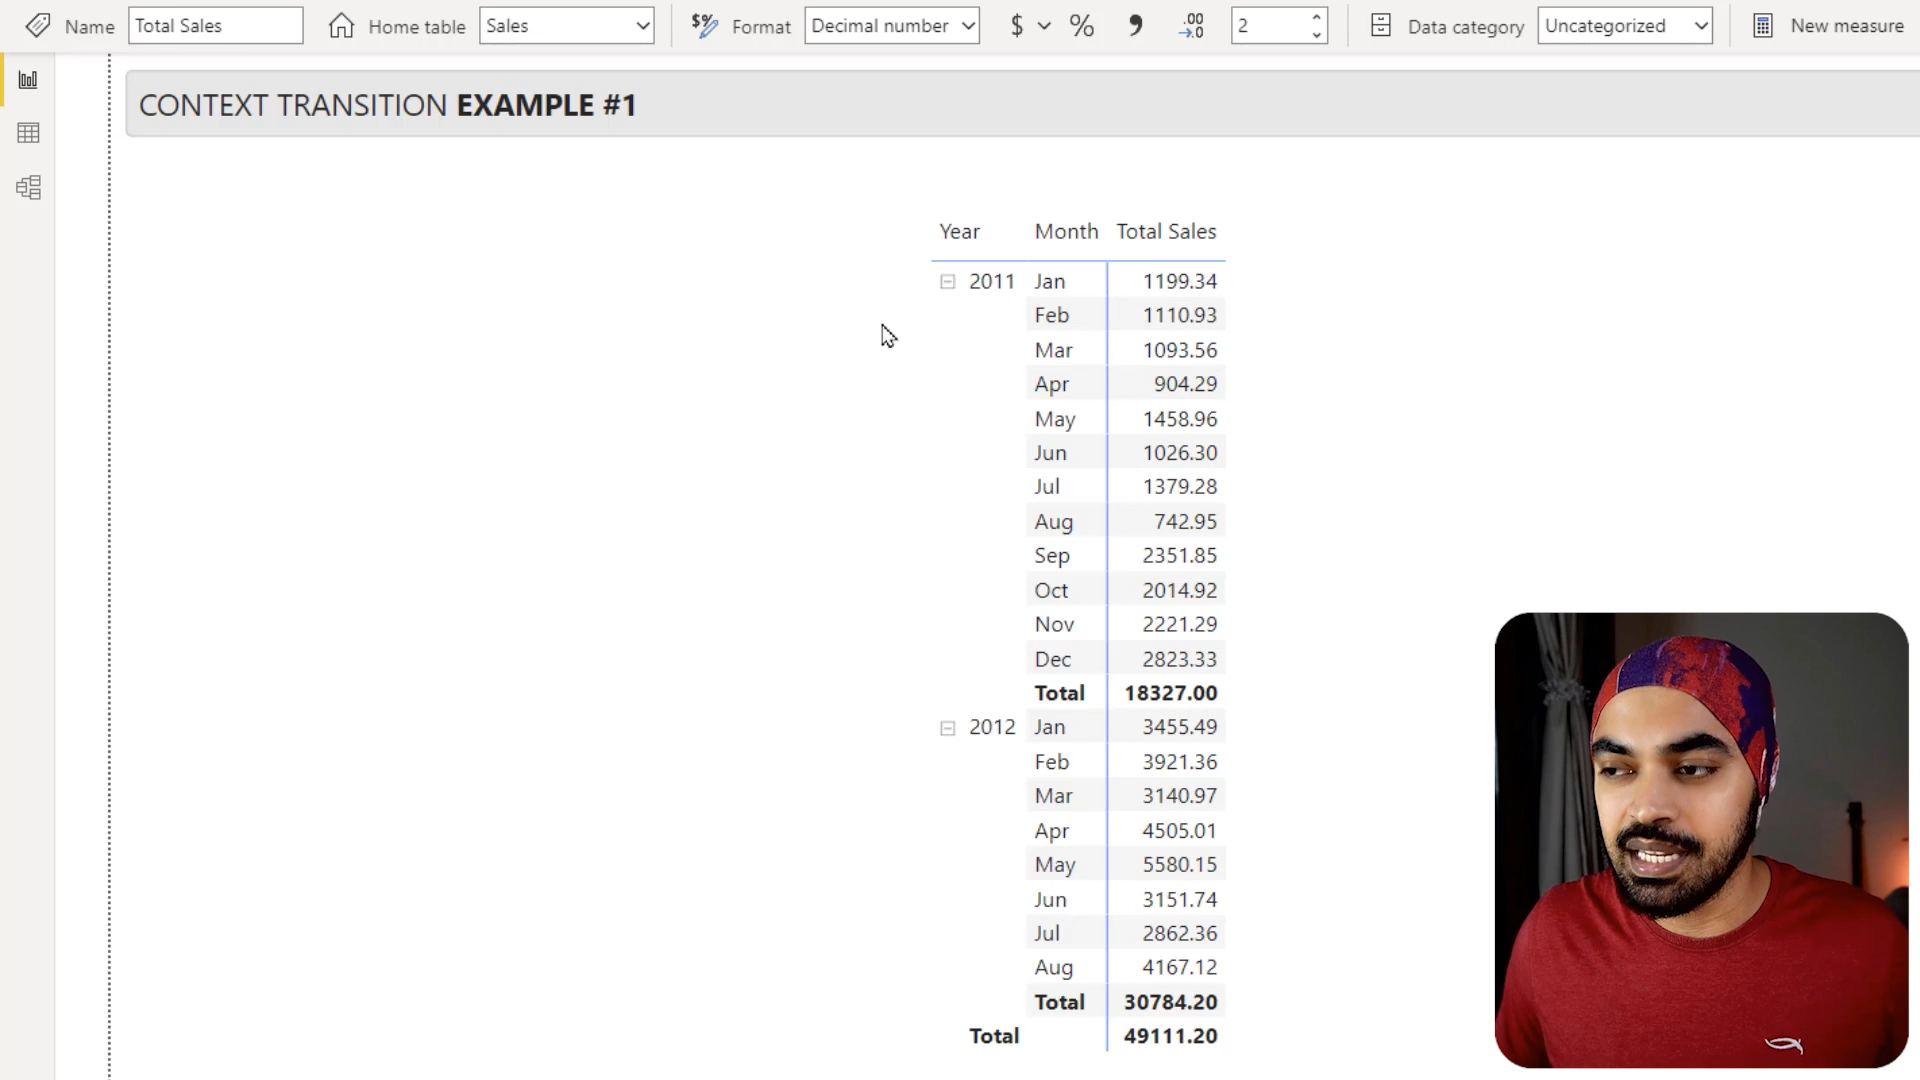 Name Total Sales Home table Sales Format Decimal number $ % 2 Data category Uncategorized New measure
CONTEXT TRANSITION EXAMPLE #1
Year Month Total Sales
2011 Jan 1199.34
Feb 1110.93
Mar 1093.56
Apr 904.29
May 1458.96
Jun 1026.30
Jul 1379.28
Aug 742.95
Sep 2351.85
Oct 2014.92
Nov 2221.29
Dec 2823.33
Total 18327.00
2012 Jan 3455.49
Feb 3921.36
Mar 3140.97
Apr 4505.01
May 5580.15
Jun 3151.74
Jul 2862.36
Aug 4167.12
Total 30784.20
Total 49111.20